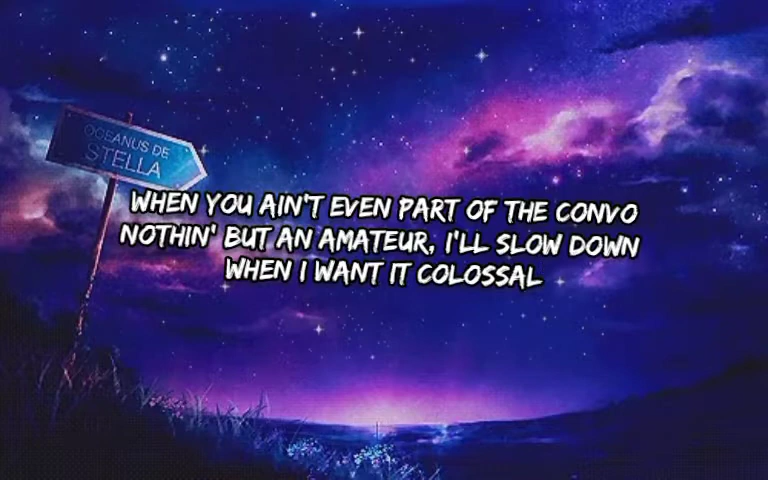 OCEANUS DE
STELLA
WHEN YOU AIN'T EVEN PART OF THE CONVO
NOTHIN' BUT AN AMATEUR, I'LL SLOW DOWN
WHEN I WANT IT COLOSSAL